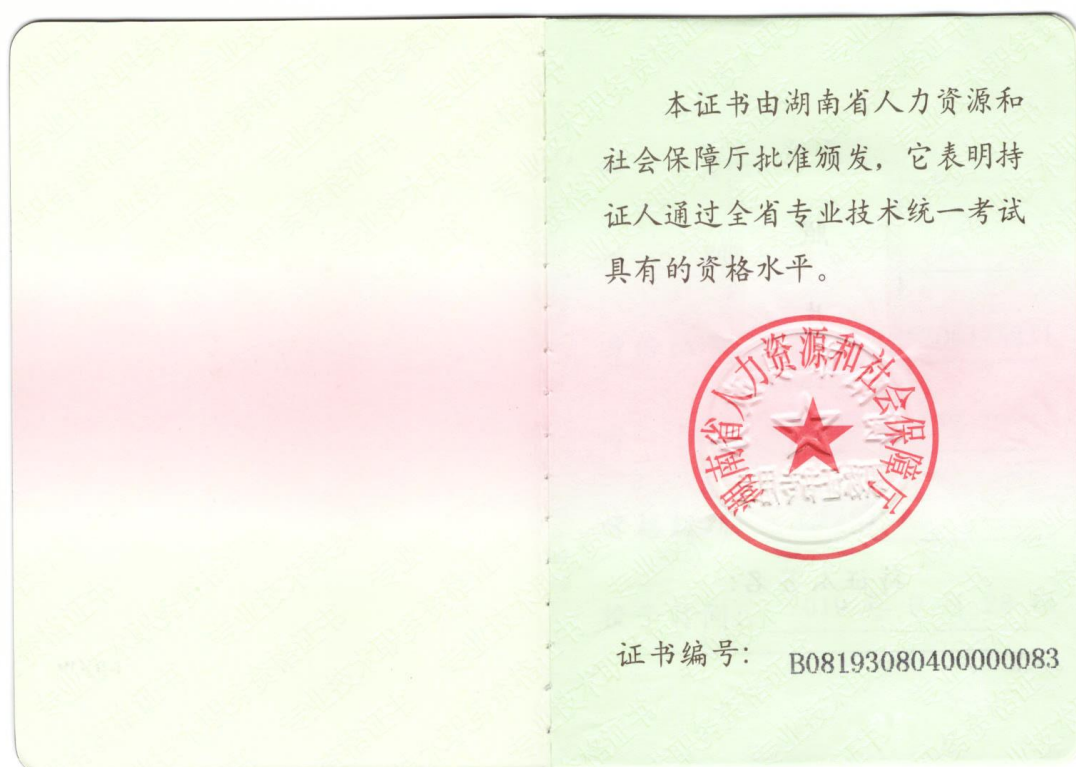 本证书由湖南省人力资源和
社会保障厅批准颁发，它表明持
证人通过全省专业技术统一考试
具有的资格水平。
湖南省人力资源和社会保障厅
证书编号： B08193080400000083